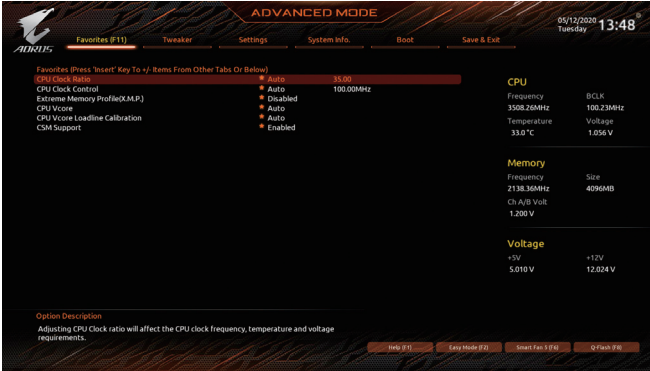 ADVANCED MODE
05/12/2020 13:48
Tuesday
AORUS
Favorites (F11) Tweaker Settings System Info. Boot Save & Exit
Favorites (Press 'Insert' Key To +/- Items From Other Tabs Or Below)
CPU Clock Ratio * Auto 35.00
CPU Clock Control * Auto 100.00MHz
Extreme Memory Profile(X.M.P.) * Disabled
CPU Vcore * Auto
CPU Vcore Loadline Calibration * Auto
CSM Support * Enabled
CPU
Frequency BCLK
3508.26MHz 100.23MHz
Temperature Voltage
33.0 °C 1.056 V
Memory
Frequency Size
2138.36MHz 4096MB
Ch A/B Volt
1.200 V
Voltage
+5V +12V
5.010 V 12.024 V
Option Description
Adjusting CPU Clock ratio will affect the CPU clock frequency, temperature and voltage
requirements.
Help (F1) Easy Mode (F2) Smart Fan 5 (F6) Q-Flash (F8)